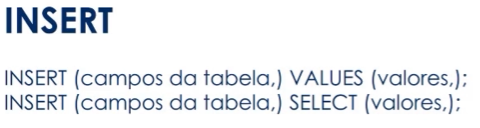 INSERT
INSERT (campos da tabela,) VALUES (valores,);
INSERT (campos da tabela,) SELECT (valores,);